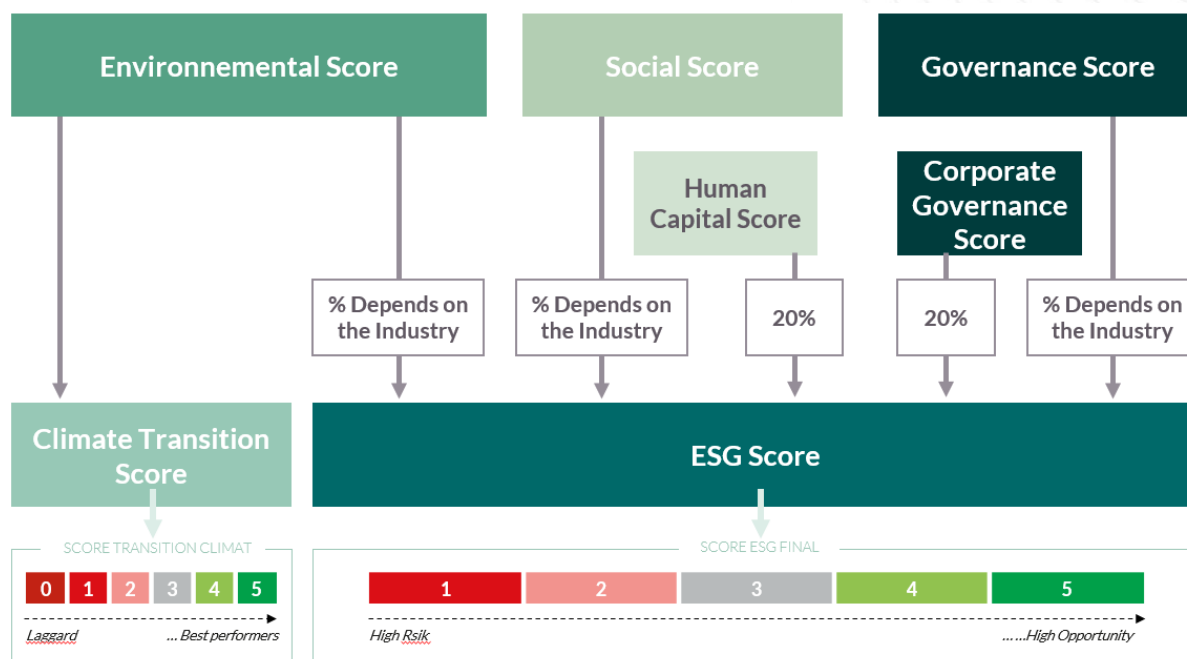 Environnemental Score
Social Score
Governance Score
Human
Capital Score
Corporate
Governance
Score
% Depends on
the Industry
% Depends on
the Industry
20%
20%
% Depends on
the Industry
Climate Transition
Score
ESG Score
SCORE TRANSITION CLIMAT
0 1 2 3 4 5
Laggard ... Best performers
SCORE ESG FINAL
1 2 3 4 5
High Rsik ... ...High Opportunity